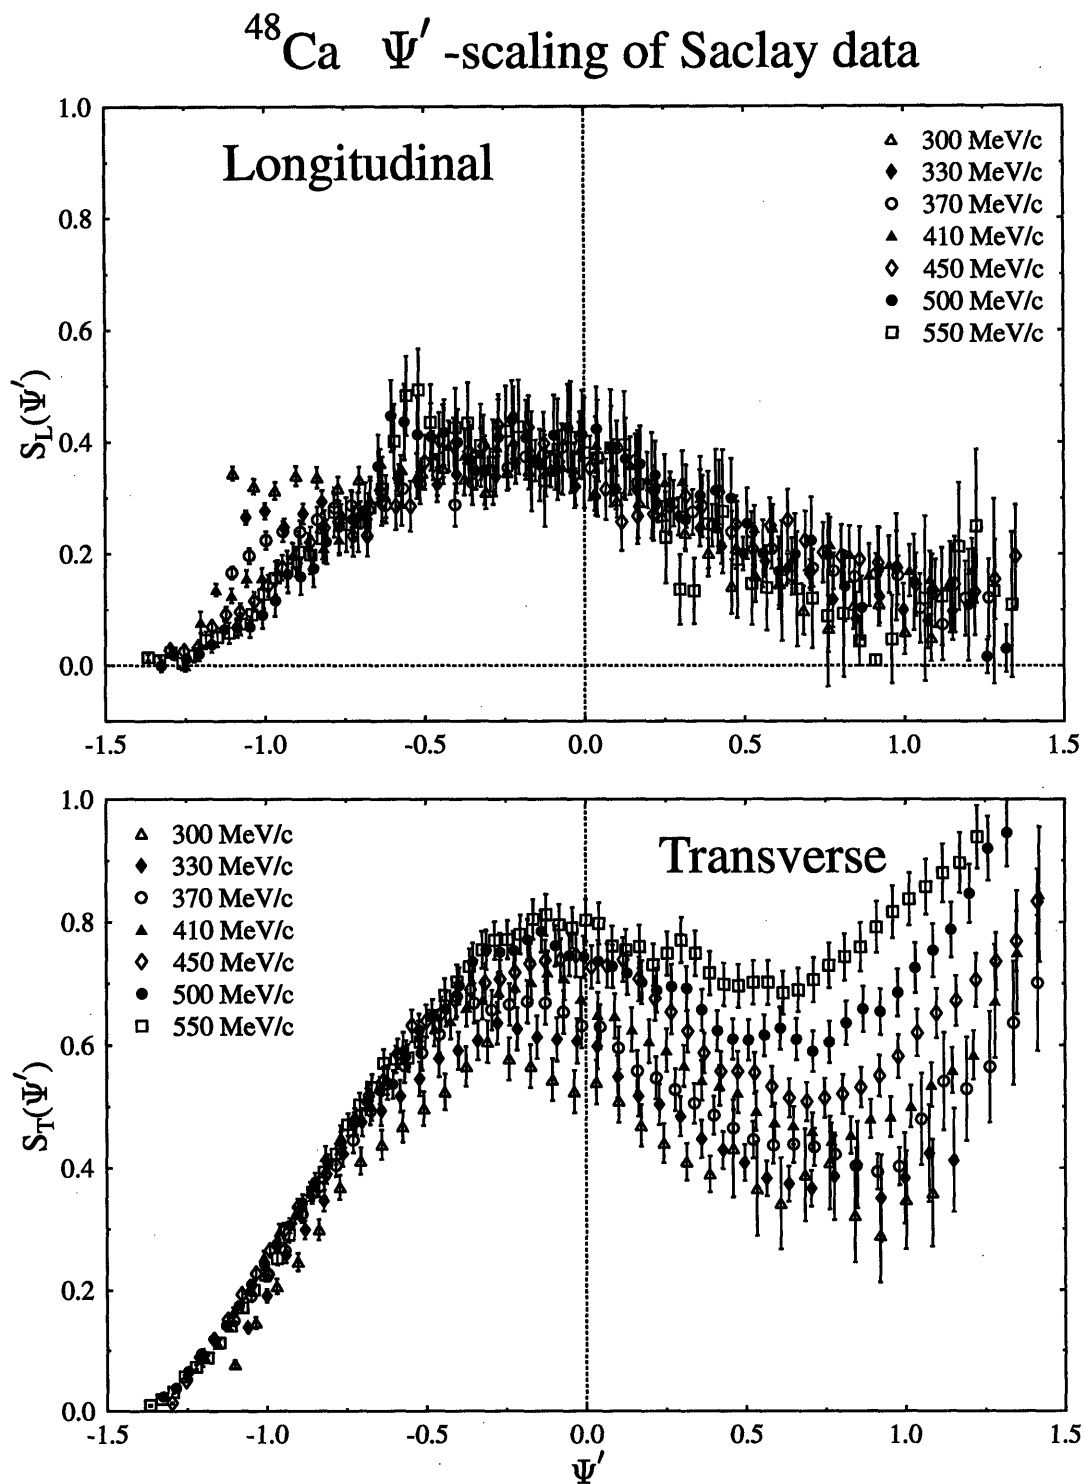 ⁴⁸Ca Ψ′-scaling of Saclay data
Longitudinal
300 MeV/c
330 MeV/c
370 MeV/c
410 MeV/c
450 MeV/c
500 MeV/c
550 MeV/c
S_L(Ψ′)
1.0
0.8
0.6
0.4
0.2
0.0
-1.5 -1.0 -0.5 0.0 0.5 1.0 1.5
Transverse
300 MeV/c
330 MeV/c
370 MeV/c
410 MeV/c
450 MeV/c
500 MeV/c
550 MeV/c
S_T(Ψ′)
1.0
0.8
0.6
0.4
0.2
0.0
-1.5 -1.0 -0.5 0.0 0.5 1.0 1.5
Ψ′